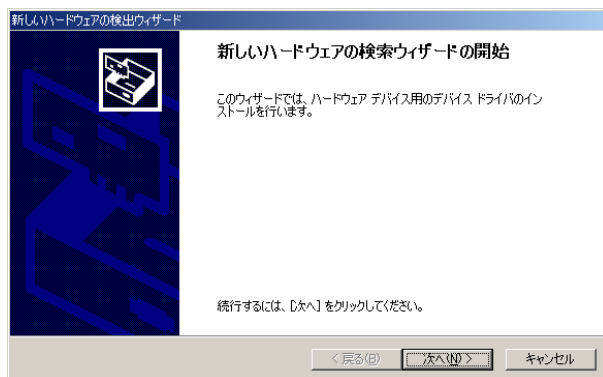 新しいハードウェアの検出ウィザード
新しいハードウェアの検索ウィザードの開始
このウィザードでは、ハードウェア デバイス用のデバイス ドライバのイン
ストールを行います。
続行するには、[次へ] をクリックしてください。
< 戻る(B)
次へ(N) >
キャンセル